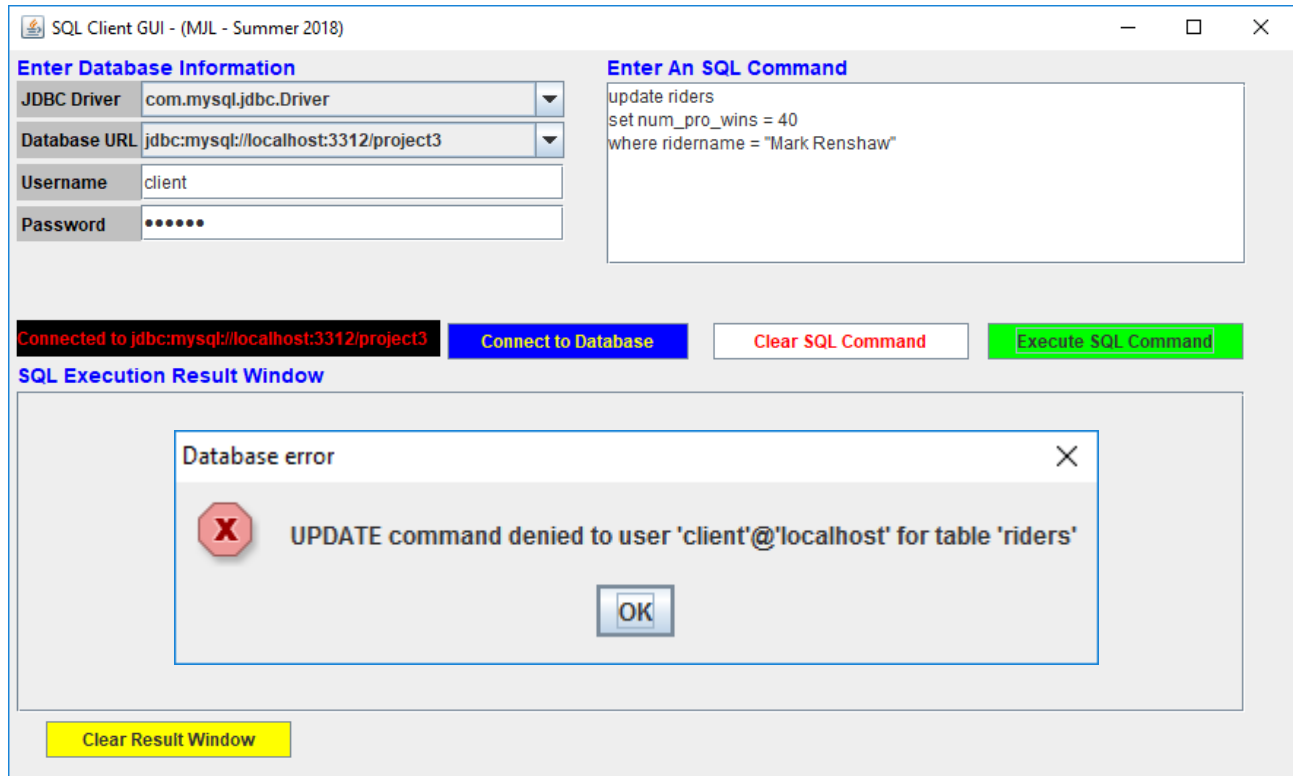 SQL Client GUI - (MJL - Summer 2018)
Enter Database Information
JDBC Driver com.mysql.jdbc.Driver
Database URL jdbc:mysql://localhost:3312/project3
Username client
Password ••••••
Enter An SQL Command
update riders
set num_pro_wins = 40
where ridername = "Mark Renshaw"
Connected to jdbc:mysql://localhost:3312/project3
Connect to Database
Clear SQL Command
Execute SQL Command
SQL Execution Result Window
Database error
X
UPDATE command denied to user 'client'@'localhost' for table 'riders'
OK
Clear Result Window